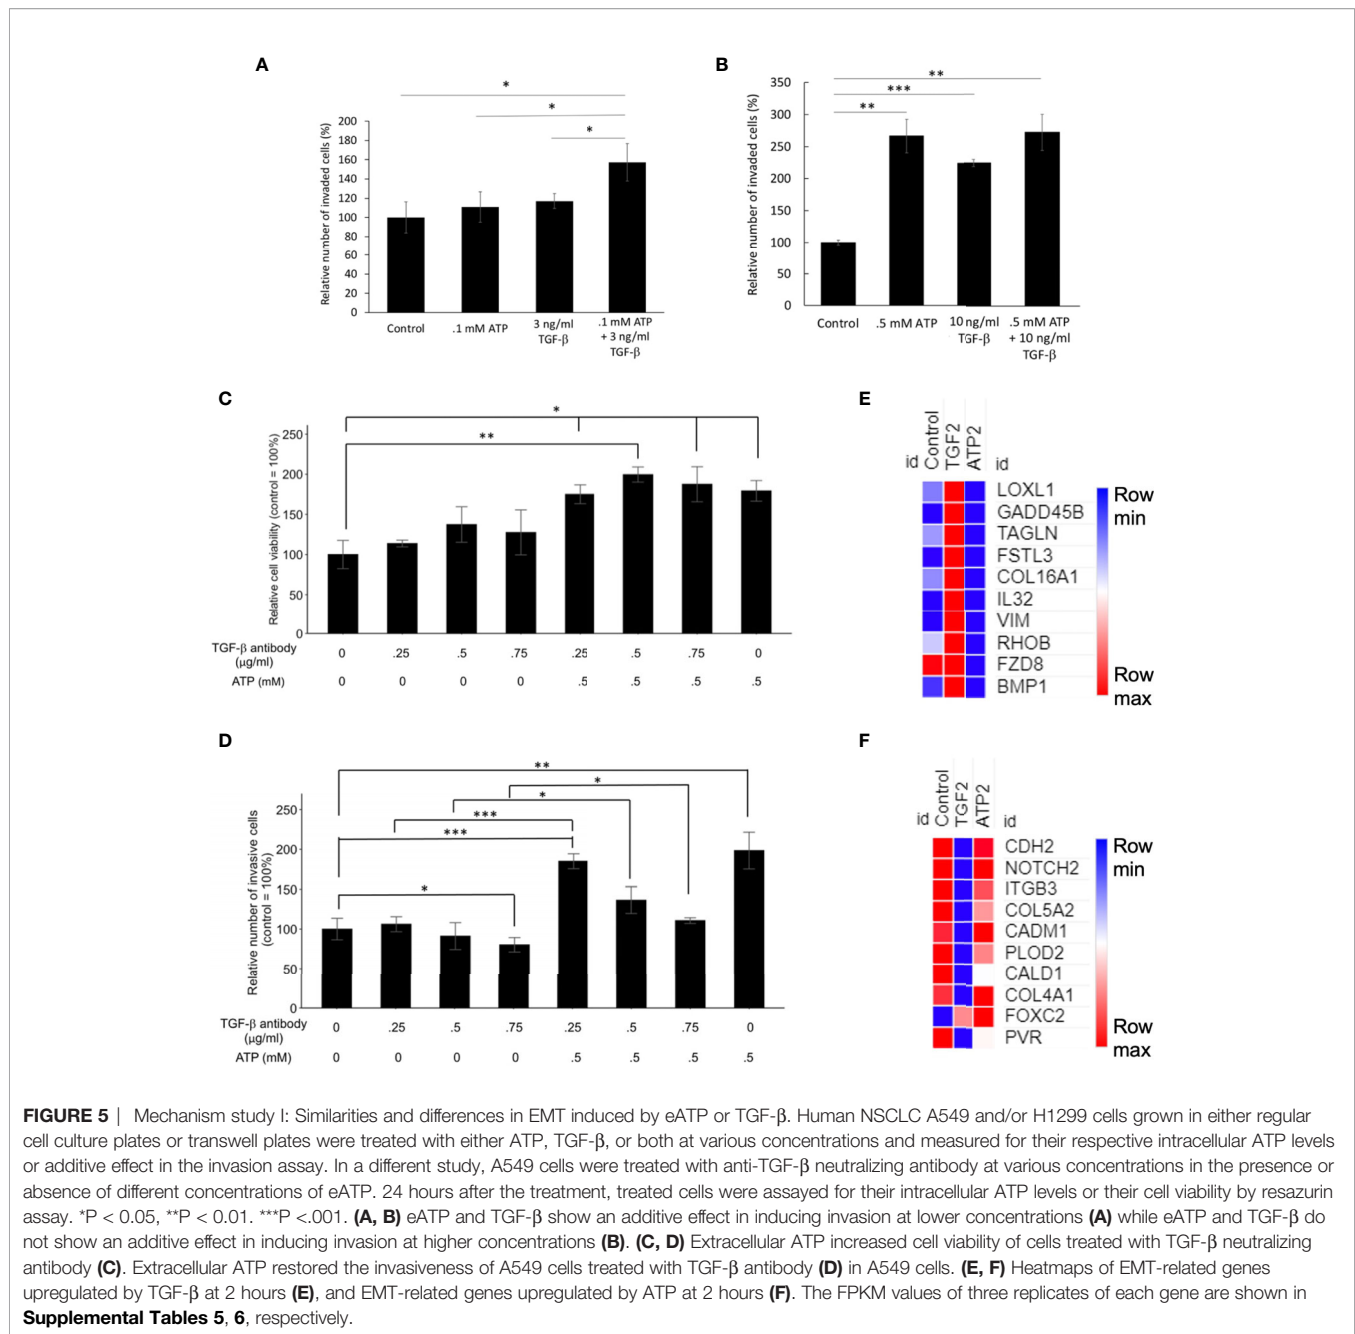 A
*
*
*
Relative number of invaded cells (%)
200
180
160
140
120
100
80
60
40
20
0
Control
.1 mM ATP
3 ng/ml
TGF-β
.1 mM ATP
+ 3 ng/ml
TGF-β
B
**
***
**
Relative number of invaded cells (%)
350
300
250
200
150
100
50
0
Control
.5 mM ATP
10 ng/ml
TGF-β
.5 mM ATP
+ 10 ng/ml
TGF-β
C
*
**
Relative cell viability (control = 100%)
250
200
150
100
50
0
TGF-β antibody
(µg/ml)
0 .25 .5 .75 .25 .5 .75 0
ATP (mM) 0 0 0 0 .5 .5 .5 .5
E
id Control TGF2 ATP2 id
LOXL1
GADD45B
TAGLN
FSTL3
COL16A1
IL32
VIM
RHOB
FZD8
BMP1
Row
min
Row
max
D
**
*
*
***
***
*
Relative number of invasive cells
(control = 100%)
250
200
150
100
50
0
TGF-β antibody
(µg/ml)
0 .25 .5 .75 .25 .5 .75 0
ATP (mM) 0 0 0 0 .5 .5 .5 .5
F
id Control TGF2 ATP2 id
CDH2
NOTCH2
ITGB3
COL5A2
CADM1
PLOD2
CALD1
COL4A1
FOXC2
PVR
Row
min
Row
max
FIGURE 5 | Mechanism study I: Similarities and differences in EMT induced by eATP or TGF-β. Human NSCLC A549 and/or H1299 cells grown in either regular
cell culture plates or transwell plates were treated with either ATP, TGF-β, or both at various concentrations and measured for their respective intracellular ATP levels
or additive effect in the invasion assay. In a different study, A549 cells were treated with anti-TGF-β neutralizing antibody at various concentrations in the presence or
absence of different concentrations of eATP. 24 hours after the treatment, treated cells were assayed for their intracellular ATP levels or their cell viability by resazurin
assay. *P < 0.05, **P < 0.01. ***P <.001. (A, B) eATP and TGF-β show an additive effect in inducing invasion at lower concentrations (A) while eATP and TGF-β do
not show an additive effect in inducing invasion at higher concentrations (B). (C, D) Extracellular ATP increased cell viability of cells treated with TGF-β neutralizing
antibody (C). Extracellular ATP restored the invasiveness of A549 cells treated with TGF-β antibody (D) in A549 cells. (E, F) Heatmaps of EMT-related genes
upregulated by TGF-β at 2 hours (E), and EMT-related genes upregulated by ATP at 2 hours (F). The FPKM values of three replicates of each gene are shown in
Supplemental Tables 5, 6, respectively.